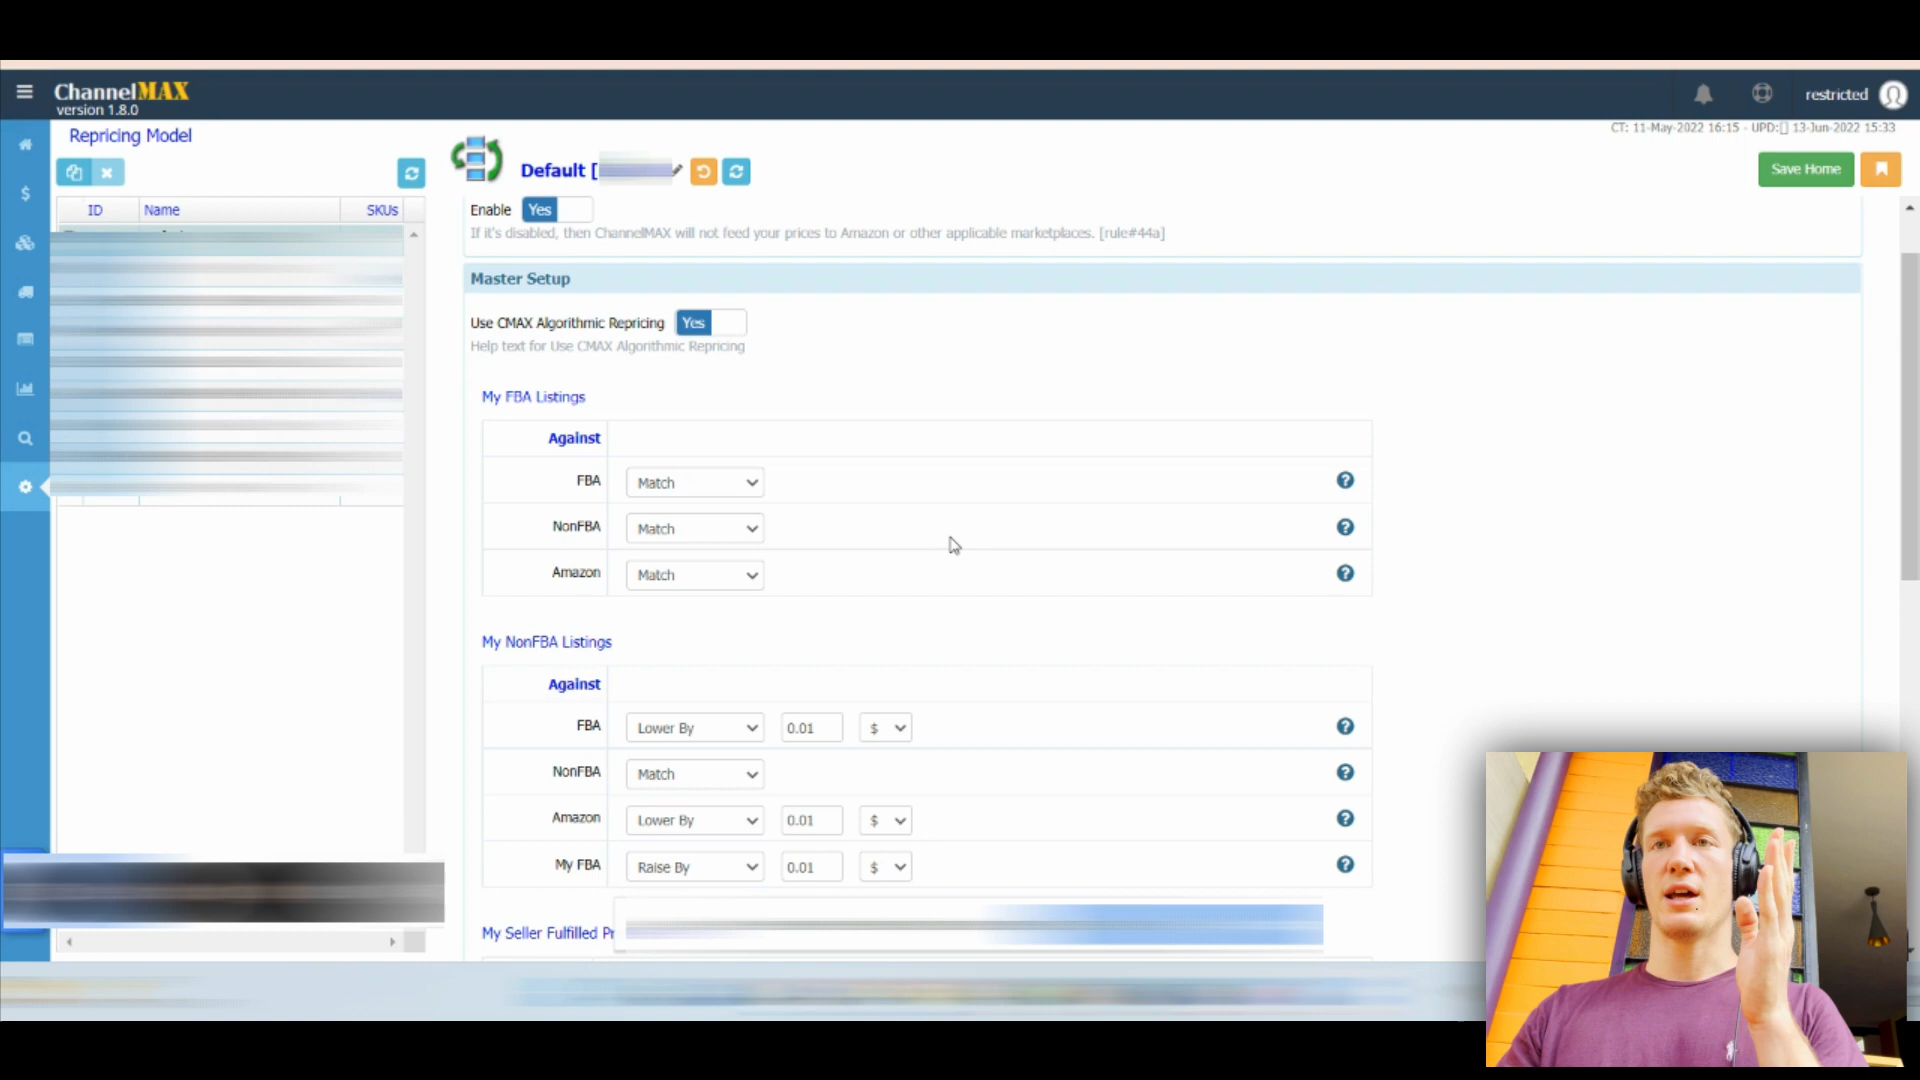 ChannelMAX
version 1.8.0
restricted
CT: 11-May-2022 16:15 - UPD:[] 13-Jun-2022 15:33
Repricing Model
Default [
Save Home
ID Name SKUs
Enable Yes
If it's disabled, then ChannelMAX will not feed your prices to Amazon or other applicable marketplaces. [rule#44a]
Master Setup
Use CMAX Algorithmic Repricing Yes
Help text for Use CMAX Algorithmic Repricing
My FBA Listings
Against
FBA Match
NonFBA Match
Amazon Match
My NonFBA Listings
Against
FBA Lower By 0.01 $
NonFBA Match
Amazon Lower By 0.01 $
My FBA Raise By 0.01 $
My Seller Fulfilled Pr